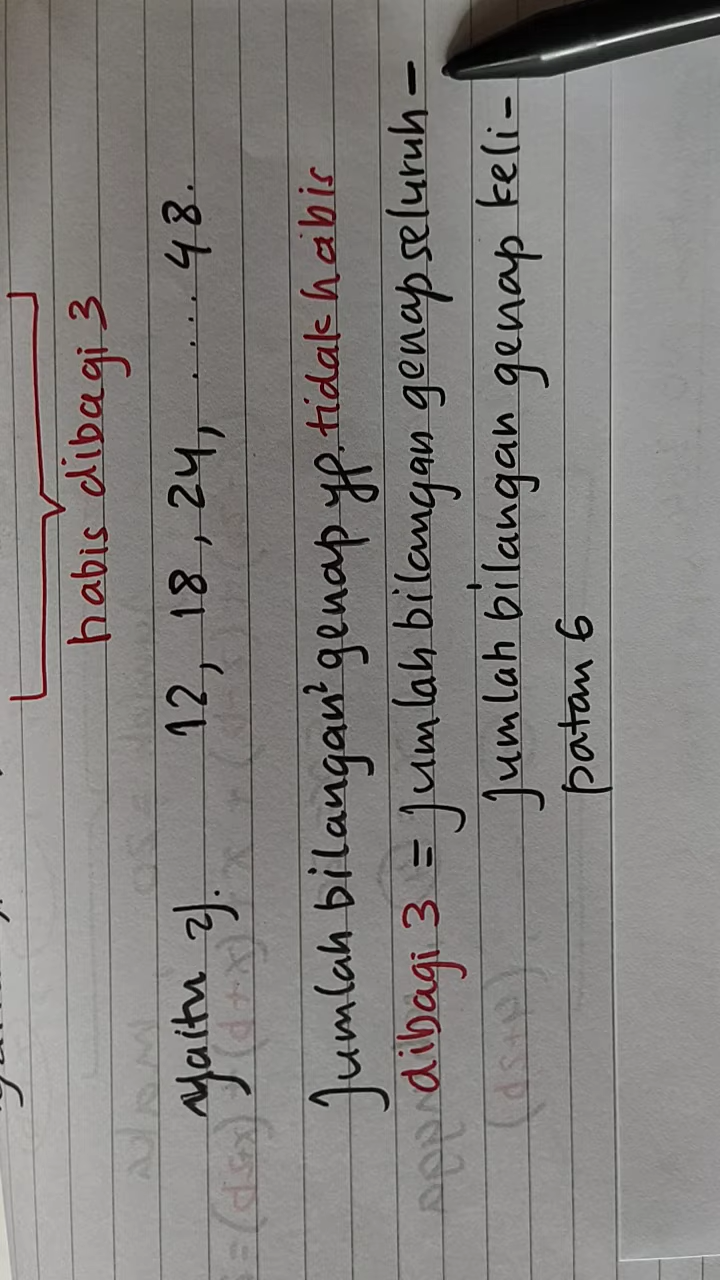 habis dibagi 3
yaitu 2). 12, 18, 24, ..... 48.
Jumlah bilangan² genap yg. tidak habis
dibagi 3 = Jumlah bilangan genap seluruh -
Jumlah bilangan genap keli-
patan 6